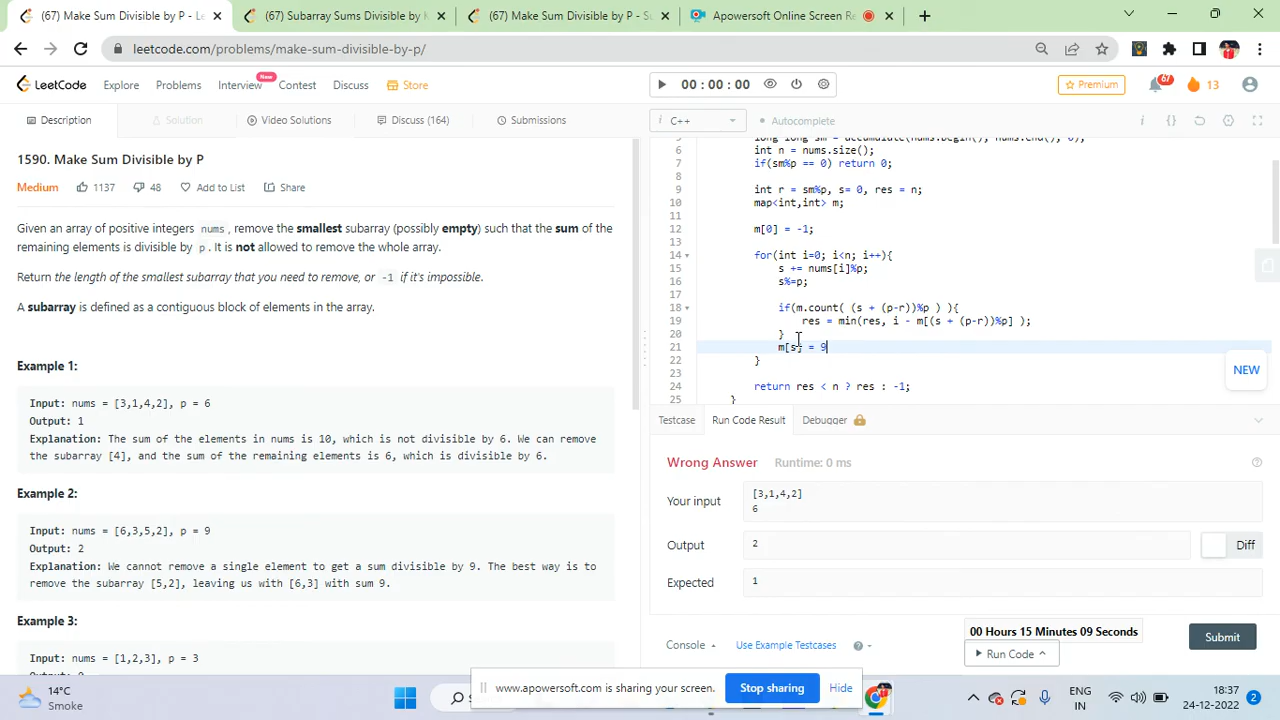 (67) Make Sum Divisible by P - Le
(67) Subarray Sums Divisible by K
(67) Make Sum Divisible by P - Su
Apowersoft Online Screen Re
leetcode.com/problems/make-sum-divisible-by-p/
LeetCode Explore Problems Interview New Contest Discuss Store
00 : 00 : 00
Premium 67 13
Description Solution Video Solutions Discuss (164) Submissions
i C++ Autocomplete
1590. Make Sum Divisible by P
Medium 1137 48 Add to List Share
Given an array of positive integers nums, remove the smallest subarray (possibly empty) such that the sum of the
remaining elements is divisible by p. It is not allowed to remove the whole array.
Return the length of the smallest subarray that you need to remove, or -1 if it's impossible.
A subarray is defined as a contiguous block of elements in the array.
Example 1:
Input: nums = [3,1,4,2], p = 6
Output: 1
Explanation: The sum of the elements in nums is 10, which is not divisible by 6. We can remove
the subarray [4], and the sum of the remaining elements is 6, which is divisible by 6.
Example 2:
Input: nums = [6,3,5,2], p = 9
Output: 2
Explanation: We cannot remove a single element to get a sum divisible by 9. The best way is to
remove the subarray [5,2], leaving us with [6,3] with sum 9.
Example 3:
Input: nums = [1,2,3], p = 3
6 int n = nums.size();
7 if(sm%p == 0) return 0;
8
9 int r = sm%p, s= 0, res = n;
10 map<int,int> m;
11
12 m[0] = -1;
13
14 for(int i=0; i<n; i++){
15 s += nums[i]%p;
16 s%=p;
17
18 if(m.count( (s + (p-r))%p ) ){
19 res = min(res, i - m[(s + (p-r))%p] );
20 }
21 m[s] = 9
22 }
23
24 return res < n ? res : -1;
25 }
NEW
Testcase Run Code Result Debugger
Wrong Answer Runtime: 0 ms
Your input
[3,1,4,2]
6
Output 2 Diff
Expected 1
00 Hours 15 Minutes 09 Seconds
Console Use Example Testcases Run Code Submit
www.apowersoft.com is sharing your screen. Stop sharing Hide
14°C
Smoke
ENG
IN
18:37
24-12-2022
2